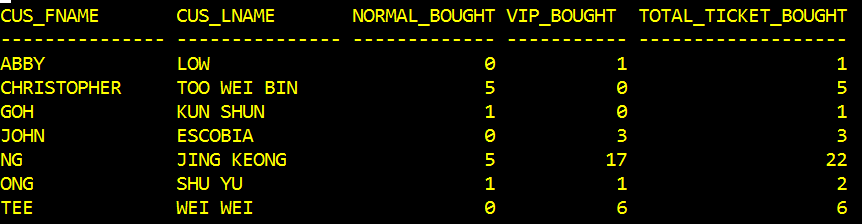 CUS_FNAME       CUS_LNAME       NORMAL_BOUGHT VIP_BOUGHT  TOTAL_TICKET_BOUGHT
--------------- --------------- ------------- ----------- -------------------
ABBY            LOW                         0           1                   1
CHRISTOPHER     TOO WEI BIN                 5           0                   5
GOH             KUN SHUN                    1           0                   1
JOHN            ESCOBIA                     0           3                   3
NG              JING KEONG                  5          17                  22
ONG             SHU YU                      1           1                   2
TEE             WEI WEI                     0           6                   6